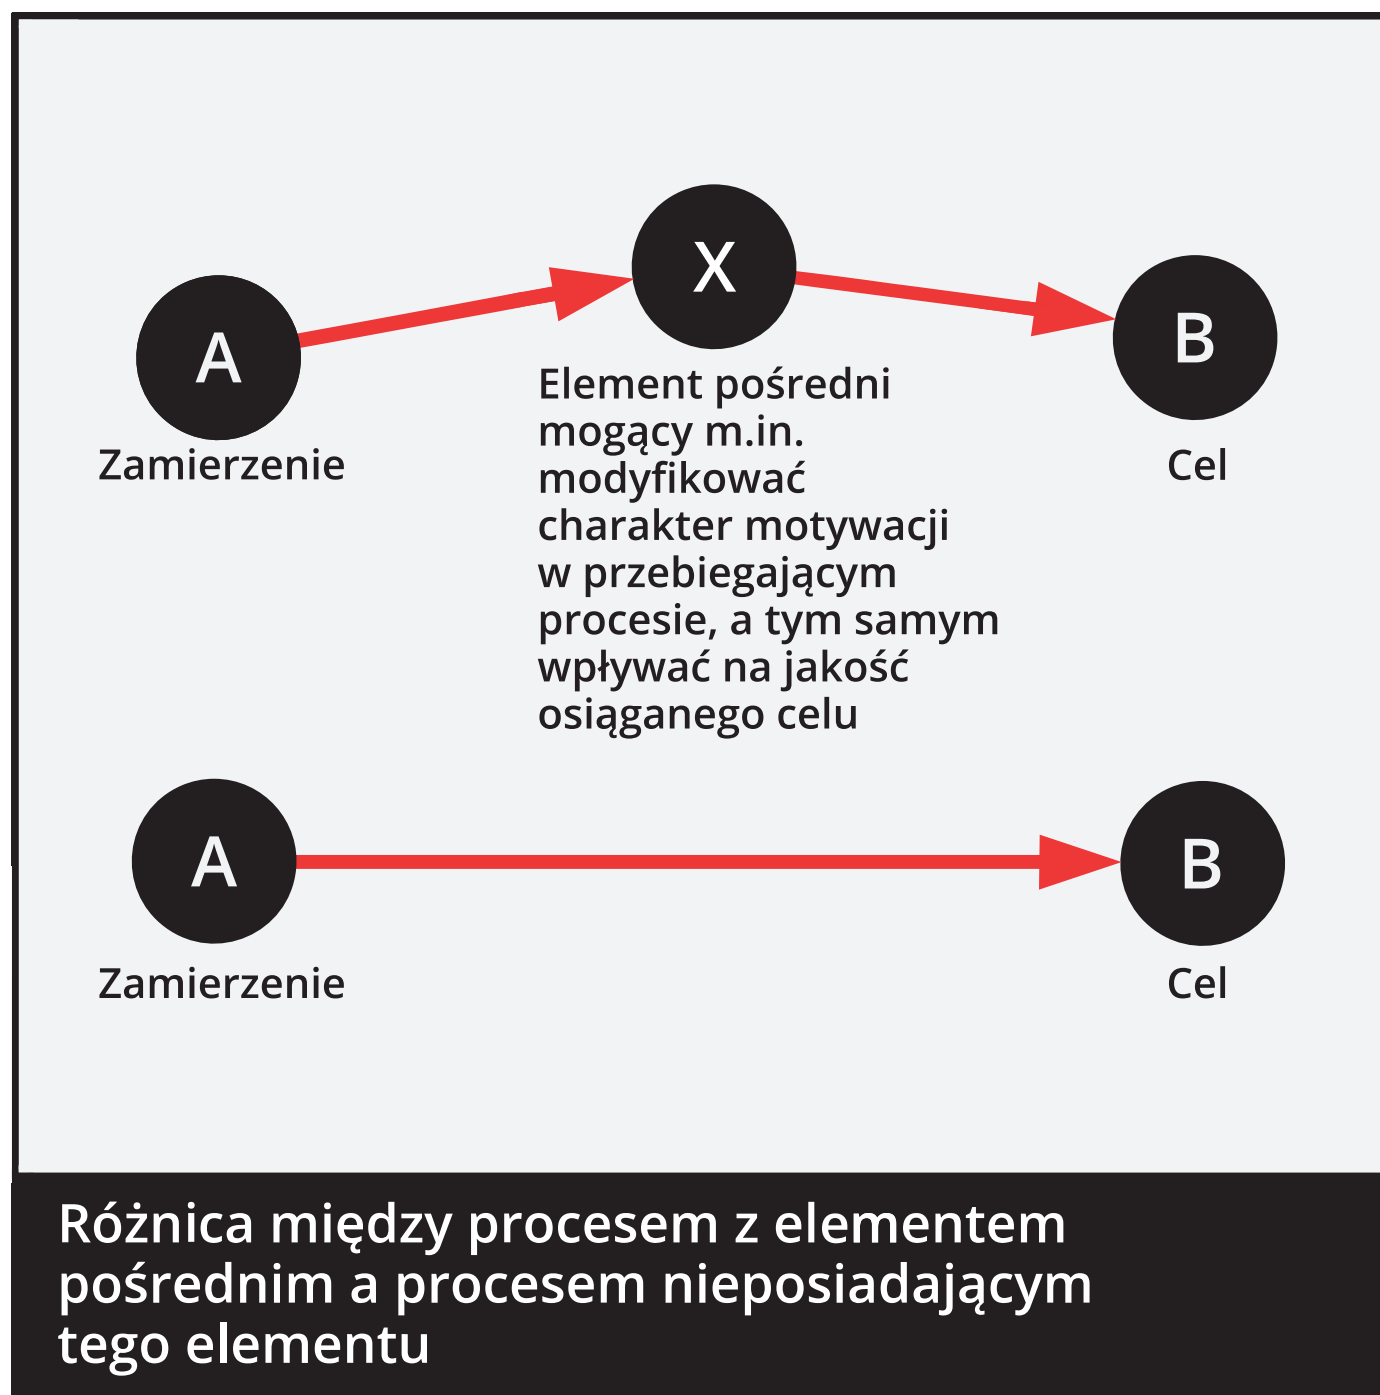 A
X
B
Zamierzenie
Element pośredni
mogący m.in.
modyfikować
charakter motywacji
w przebiegającym
procesie, a tym samym
wpływać na jakość
osiąganego celu
Cel
A
B
Zamierzenie
Cel
Różnica między procesem z elementem
pośrednim a procesem nieposiadającym
tego elementu